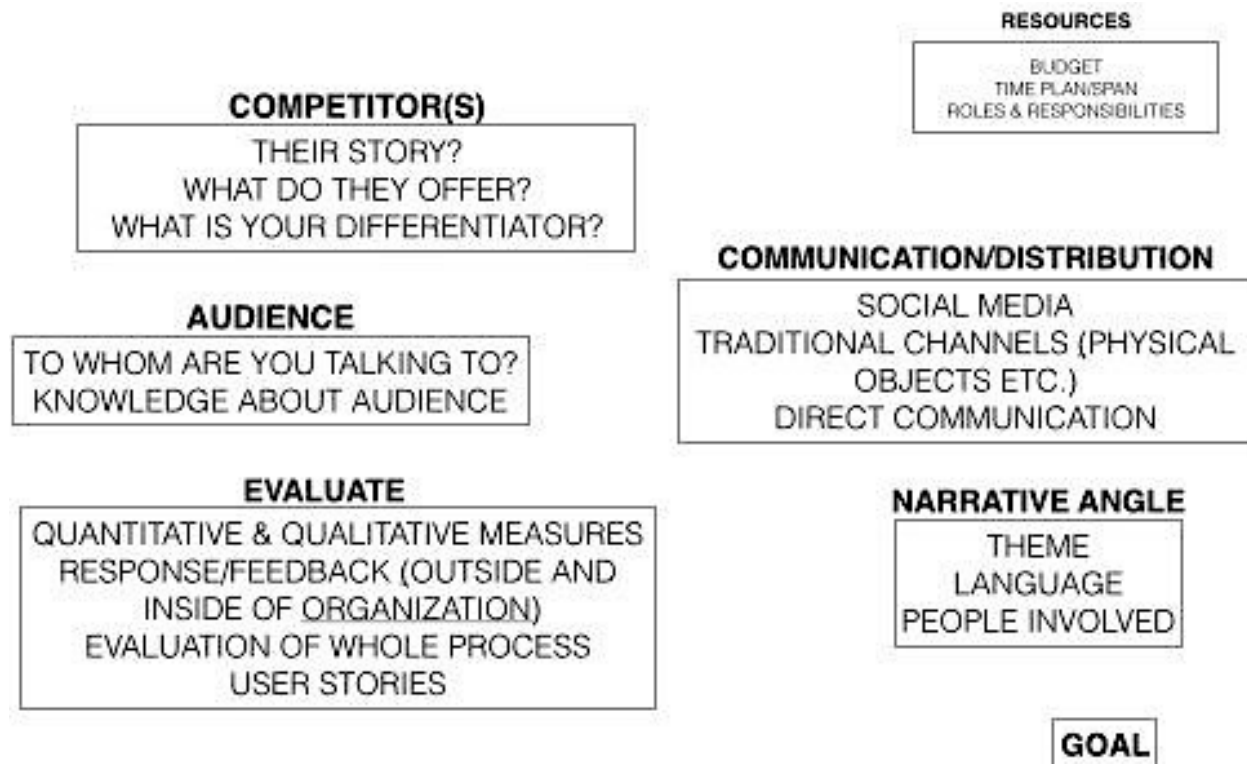 RESOURCES
BUDGET
TIME PLAN/SPAN
ROLES & RESPONSIBILITIES
COMPETITOR(S)
THEIR STORY?
WHAT DO THEY OFFER?
WHAT IS YOUR DIFFERENTIATOR?
COMMUNICATION/DISTRIBUTION
SOCIAL MEDIA
TRADITIONAL CHANNELS (PHYSICAL
OBJECTS ETC.)
DIRECT COMMUNICATION
AUDIENCE
TO WHOM ARE YOU TALKING TO?
KNOWLEDGE ABOUT AUDIENCE
EVALUATE
QUANTITATIVE & QUALITATIVE MEASURES
RESPONSE/FEEDBACK (OUTSIDE AND
INSIDE OF ORGANIZATION)
EVALUATION OF WHOLE PROCESS
USER STORIES
NARRATIVE ANGLE
THEME
LANGUAGE
PEOPLE INVOLVED
GOAL